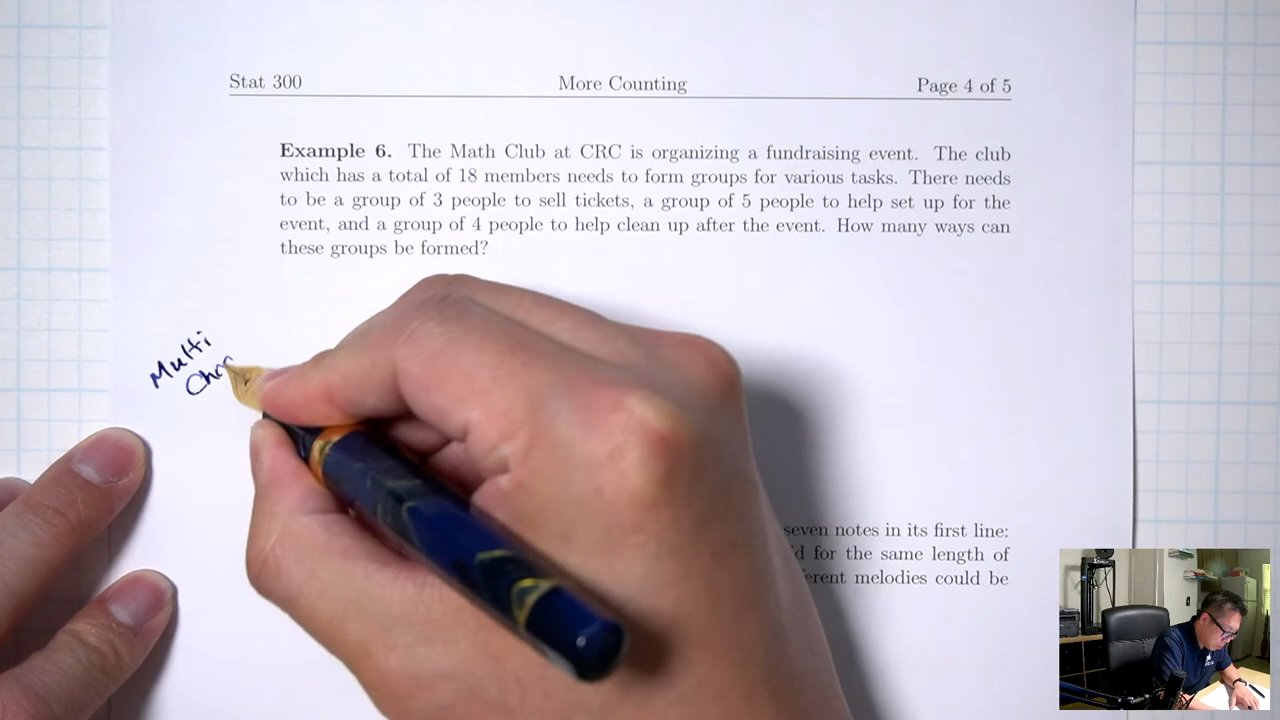 Stat 300 More Counting Page 4 of 5
Example 6. The Math Club at CRC is organizing a fundraising event. The club
which has a total of 18 members needs to form groups for various tasks. There needs
to be a group of 3 people to sell tickets, a group of 5 people to help set up for the
event, and a group of 4 people to help clean up after the event. How many ways can
these groups be formed?
Multi
seven notes in its first line:
for the same length of
melodies could be